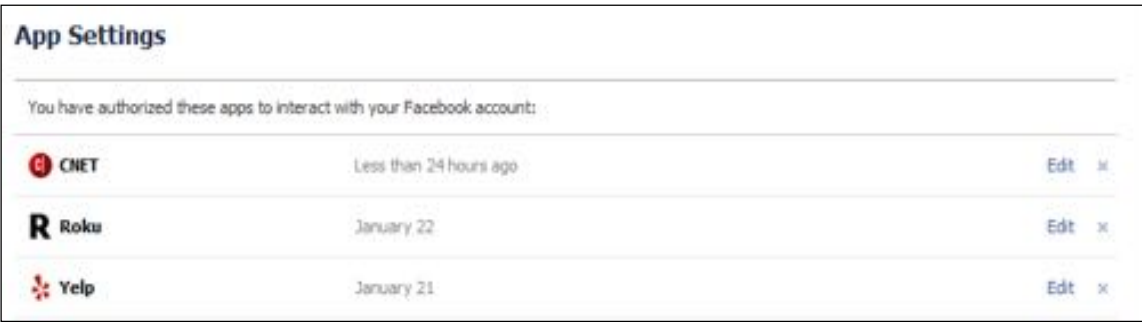 App Settings
You have authorized these apps to interact with your Facebook account:
CNET Less than 24 hours ago Edit ×
Roku January 22 Edit ×
Yelp January 21 Edit ×